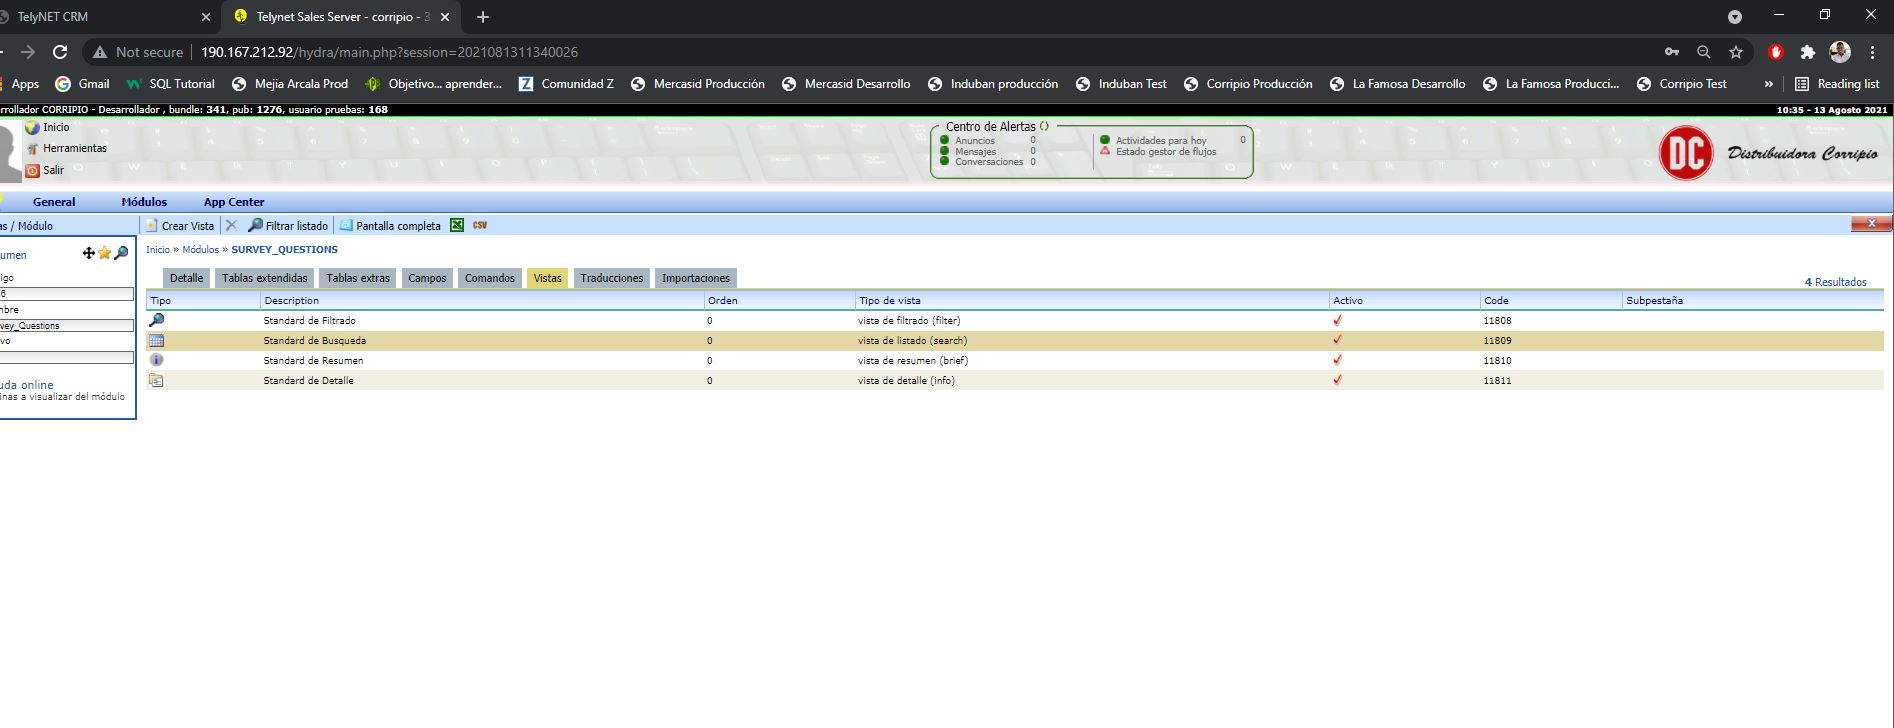 TelyNET CRM
Telynet Sales Server - corripio - 3
Not secure 190.167.212.92/hydra/main.php?session=2021081311340026
Apps Gmail SQL Tutorial Mejia Arcala Prod Objetivo... aprender... Comunidad Z Mercasid Producción Mercasid Desarrollo Induban producción Induban Test Corripio Producción La Famosa Desarrollo La Famosa Producci... Corripio Test » Reading list
rrollador CORRIPIO - Desarrollador , bundle: 341, pub: 1276, usuario pruebas: 168 10:35 - 13 Agosto 2021
Inicio
Herramientas
Salir
Centro de Alertas
Anuncios 0
Mensajes 0
Conversaciones 0
Actividades para hoy 0
Estado gestor de flujos
DC Distribuidora Corripio
General Módulos App Center
as / Módulo
Crear Vista Filtrar listado Pantalla completa CSV
umen
igo
6
mbre
vey_Questions
vo
uda online
inas a visualizar del módulo
Inicio » Módulos » SURVEY_QUESTIONS
Detalle Tablas extendidas Tablas extras Campos Comandos Vistas Traducciones Importaciones
4 Resultados
Tipo Description Orden Tipo de vista Activo Code Subpestaña
Standard de Filtrado 0 vista de filtrado (filter) 11808
Standard de Busqueda 0 vista de listado (search) 11809
Standard de Resumen 0 vista de resumen (brief) 11810
Standard de Detalle 0 vista de detalle (info) 11811